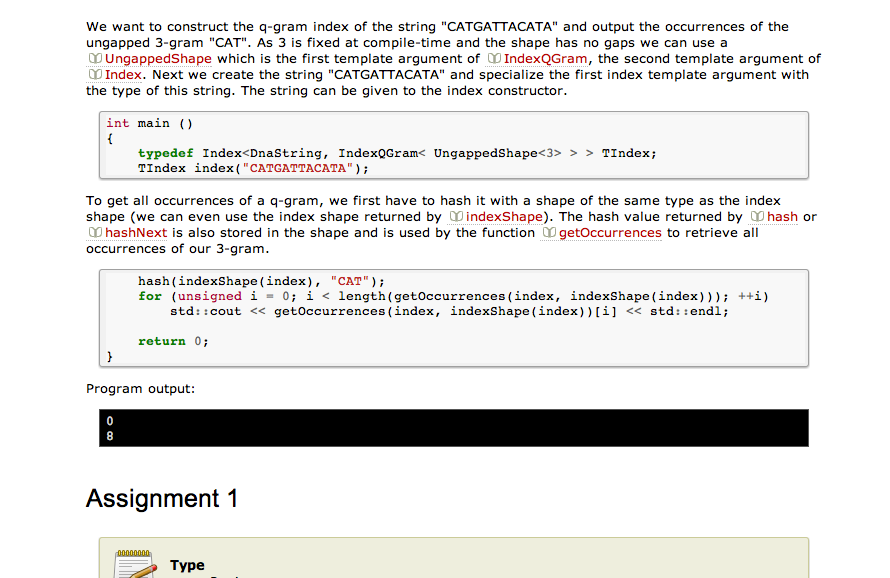 We want to construct the q-gram index of the string "CATGATTACATA" and output the occurrences of the
ungapped 3-gram "CAT". As 3 is fixed at compile-time and the shape has no gaps we can use a
UngappedShape which is the first template argument of IndexQGram, the second template argument of
Index. Next we create the string "CATGATTACATA" and specialize the first index template argument with
the type of this string. The string can be given to the index constructor.
int main ()
{
    typedef Index<DnaString, IndexQGram< UngappedShape<3> > > TIndex;
    TIndex index("CATGATTACATA");
To get all occurrences of a q-gram, we first have to hash it with a shape of the same type as the index
shape (we can even use the index shape returned by indexShape). The hash value returned by hash or
hashNext is also stored in the shape and is used by the function getOccurrences to retrieve all
occurrences of our 3-gram.
    hash(indexShape(index), "CAT");
    for (unsigned i = 0; i < length(getOccurrences(index, indexShape(index))); ++i)
        std::cout << getOccurrences(index, indexShape(index))[i] << std::endl;
    return 0;
}
Program output:
0
8
Assignment 1
Type